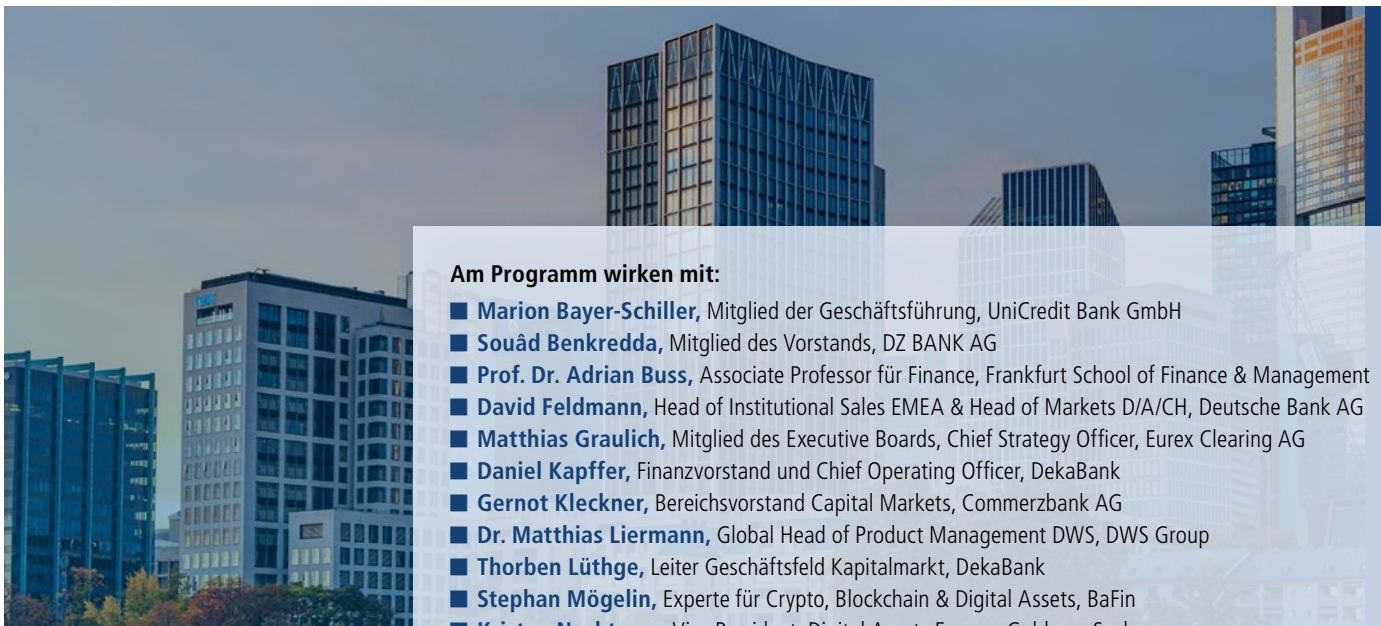 Am Programm wirken mit:
■ Marion Bayer-Schiller, Mitglied der Geschäftsführung, UniCredit Bank GmbH
■ Souâd Benkredda, Mitglied des Vorstands, DZ BANK AG
■ Prof. Dr. Adrian Buss, Associate Professor für Finance, Frankfurt School of Finance & Management
■ David Feldmann, Head of Institutional Sales EMEA & Head of Markets D/A/CH, Deutsche Bank AG
■ Matthias Graulich, Mitglied des Executive Boards, Chief Strategy Officer, Eurex Clearing AG
■ Daniel Kapffer, Finanzvorstand und Chief Operating Officer, DekaBank
■ Gernot Kleckner, Bereichsvorstand Capital Markets, Commerzbank AG
■ Dr. Matthias Liermann, Global Head of Product Management DWS, DWS Group
■ Thorben Lüthge, Leiter Geschäftsfeld Kapitalmarkt, DekaBank
■ Stephan Mögelin, Experte für Crypto, Blockchain & Digital Assets, BaFin